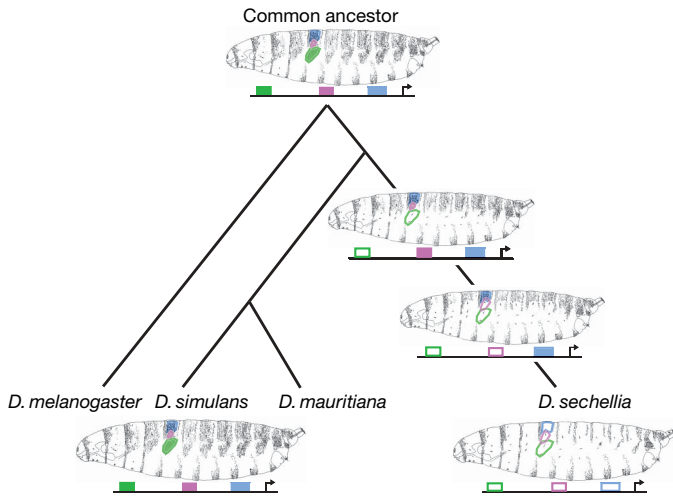 Common ancestor
D. melanogaster D. simulans D. mauritiana D. sechellia